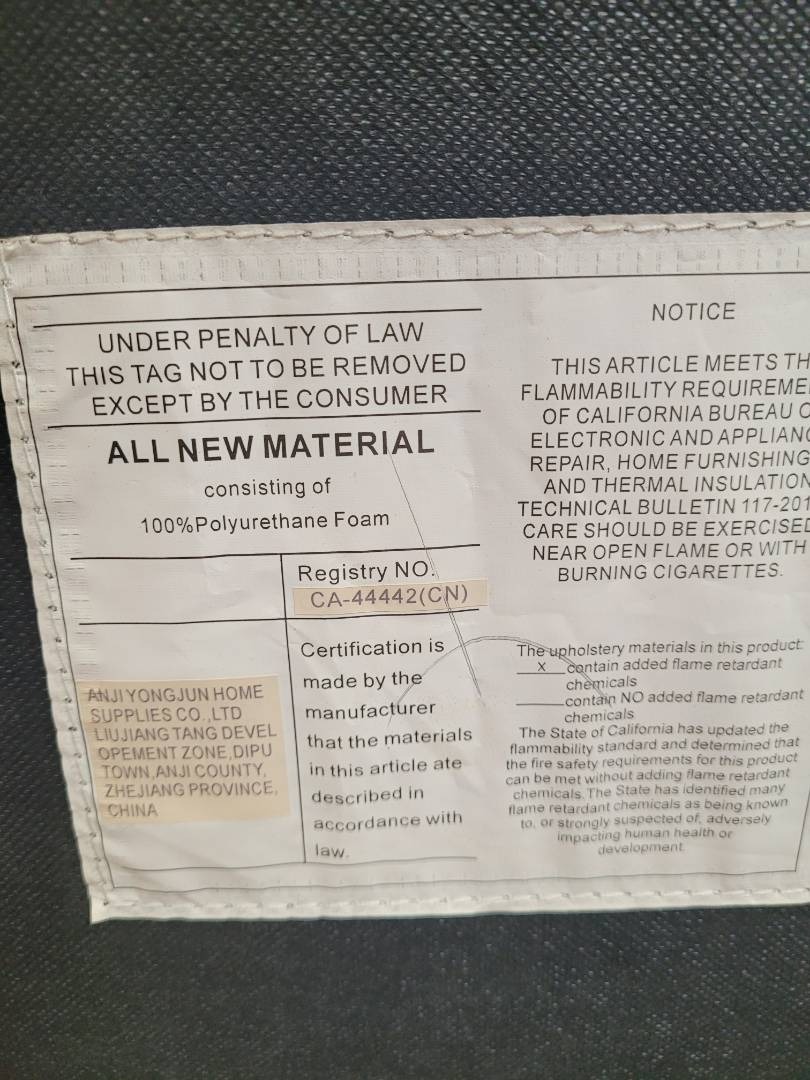 UNDER PENALTY OF LAW
THIS TAG NOT TO BE REMOVED
EXCEPT BY THE CONSUMER
ALL NEW MATERIAL
consisting of
100%Polyurethane Foam
Registry NO.
CA-44442(CN)
Certification is
made by the
manufacturer
that the materials
in this article ate
described in
accordance with
law.
ANJI YONGJUN HOME
SUPPLIES CO.,LTD
LIUJIANG TANG DEVEL
OPEMENT ZONE,DIPU
TOWN,ANJI COUNTY,
ZHEJIANG PROVINCE,
CHINA
NOTICE
THIS ARTICLE MEETS
FLAMMABILITY
OF CALIFORNIA BUREAU
ELECTRONIC AND
REPAIR, HOME
AND THERMAL INSULATION
TECHNICAL BULLETIN
CARE SHOULD BE EXERCISED
NEAR OPEN FLAME OR WITH
BURNING CIGARETTES.
The upholstery materials in this product:
X contain added flame retardant
chemicals
contain NO added flame retardant
chemicals
The State of California has updated the
flammability standard and determined that
the fire safety requirements for this product
can be met without adding flame retardant
chemicals. The State has identified many
flame retardant chemicals as being known
to, or strongly suspected of, adversely
impacting human health or
development.